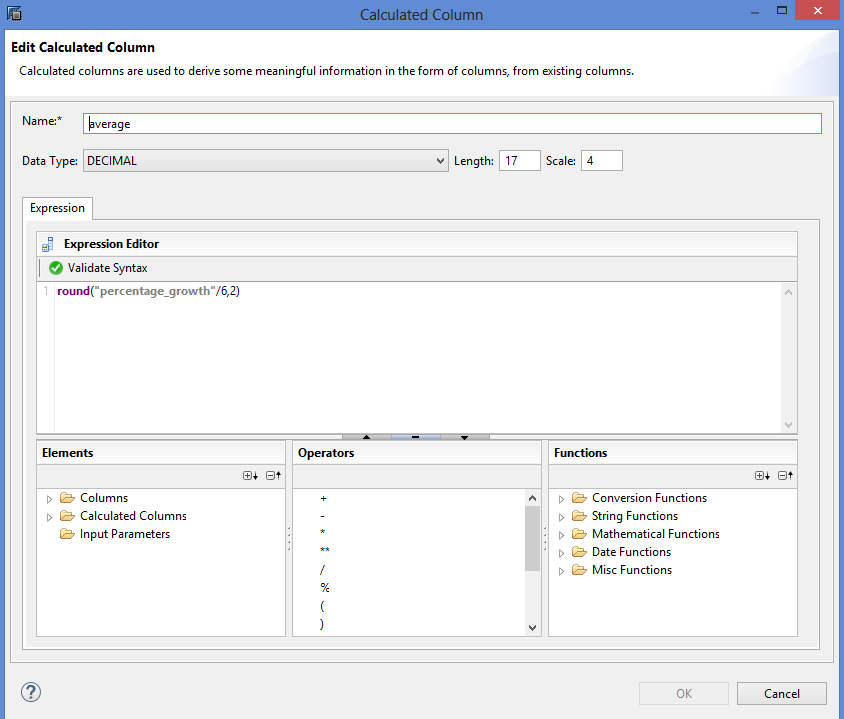 Calculated Column
Edit Calculated Column
Calculated columns are used to derive some meaningful information in the form of columns, from existing columns.
Name:* average
Data Type: DECIMAL Length: 17 Scale: 4
Expression
Expression Editor
Validate Syntax
1 round("percentage_growth"/6,2)
Elements
Columns
Calculated Columns
Input Parameters
Operators
+
-
*
**
/
%
(
)
Functions
Conversion Functions
String Functions
Mathematical Functions
Date Functions
Misc Functions
?
OK Cancel